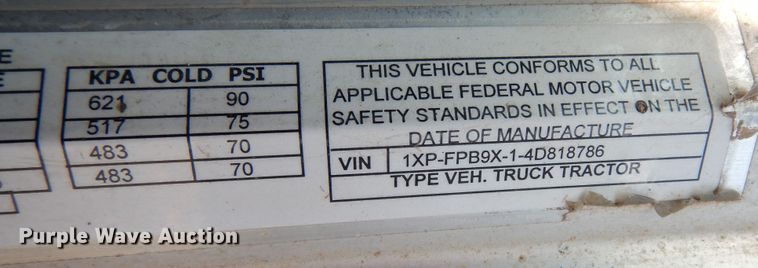 E
E
KPA COLD PSI
621 90
517 75
483 70
483 70
THIS VEHICLE CONFORMS TO ALL
APPLICABLE FEDERAL MOTOR VEHICLE
SAFETY STANDARDS IN EFFECT ON THE
DATE OF MANUFACTURE
VIN 1XP-FPB9X-1-4D818786
TYPE VEH. TRUCK TRACTOR
Purple Wave Auction